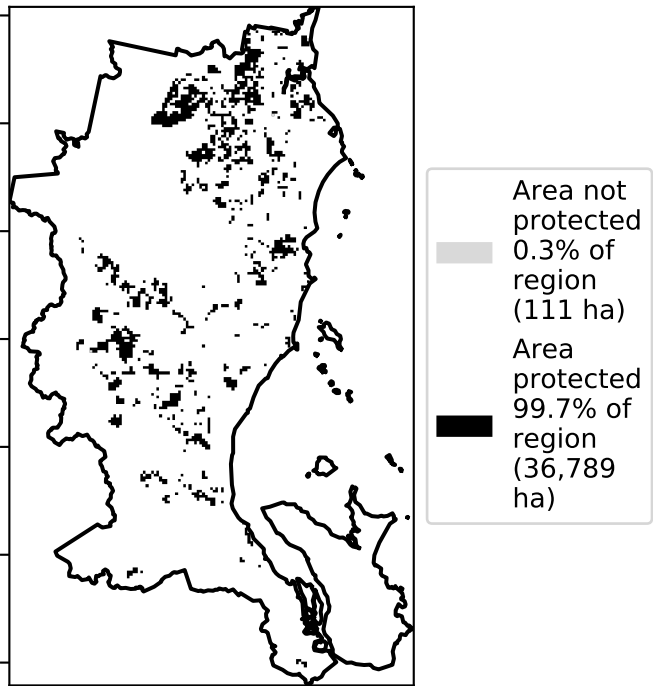 Area not
protected
0.3% of
region
(111 ha)
Area
protected
99.7% of
region
(36,789
ha)